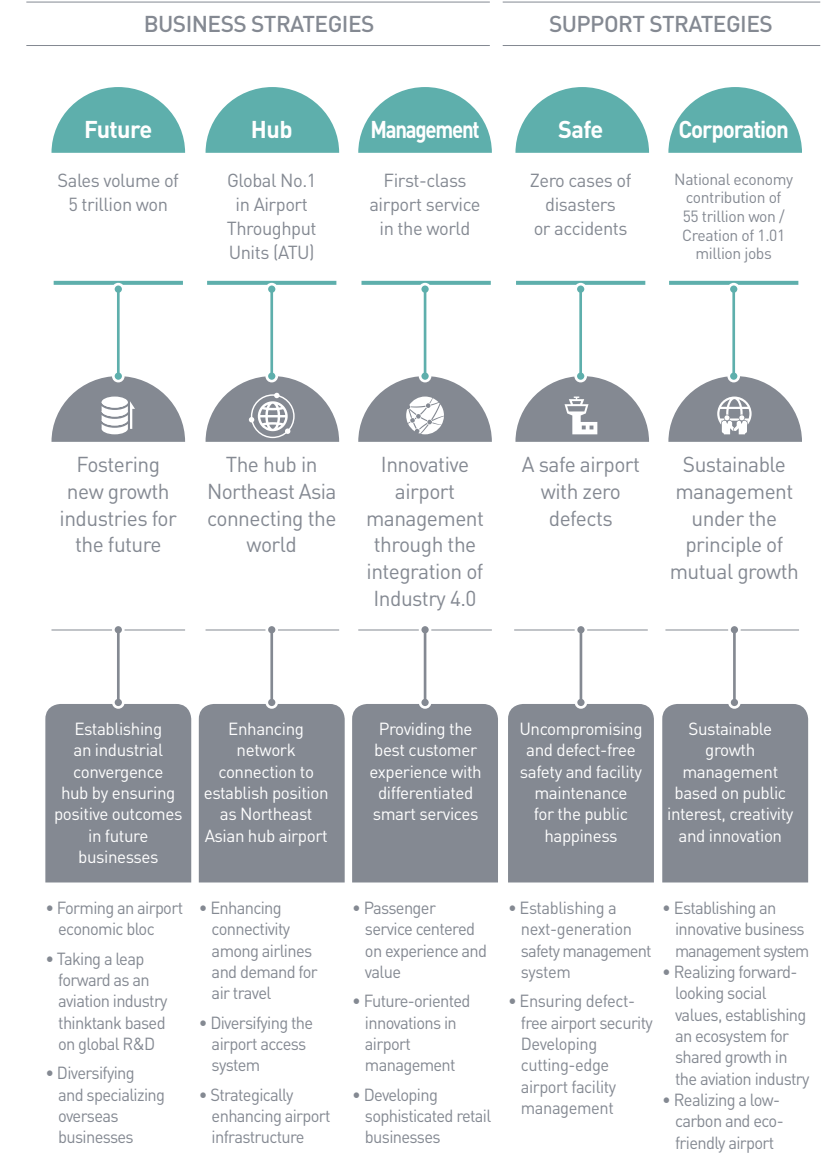 BUSINESS STRATEGIES
SUPPORT STRATEGIES
Future
Hub
Management
Safe
Corporation
Sales volume of
5 trillion won
Global No.1
in Airport
Throughput
Units (ATU)
First-class
airport service
in the world
Zero cases of
disasters
or accidents
National economy
contribution of
55 trillion won /
Creation of 1.01
million jobs
Fostering
new growth
industries for
the future
The hub in
Northeast Asia
connecting the
world
Innovative
airport
management
through the
integration of
Industry 4.0
A safe airport
with zero
defects
Sustainable
management
under the
principle of
mutual growth
Establishing
an industrial
convergence
hub by ensuring
positive outcomes
in future
businesses
Enhancing
network
connection to
establish position
as Northeast
Asian hub airport
Providing the
best customer
experience with
differentiated
smart services
Uncompromising
and defect-free
safety and facility
maintenance
for the public
happiness
Sustainable
growth
management
based on public
interest, creativity
and innovation
• Forming an airport
economic bloc
• Taking a leap
forward as an
aviation industry
thinktank based
on global R&D
• Diversifying
and specializing
overseas
businesses
• Enhancing
connectivity
among airlines
and demand for
air travel
• Diversifying the
airport access
system
• Strategically
enhancing airport
infrastructure
• Passenger
service centered
on experience and
value
• Future-oriented
innovations in
airport
management
• Developing
sophisticated retail
businesses
• Establishing a
next-generation
safety management
system
• Ensuring defect-
free airport security
Developing
cutting-edge
airport facility
management
• Establishing an
innovative business
management system
• Realizing forward-
looking social
values, establishing
an ecosystem for
shared growth in
the aviation industry
• Realizing a low-
carbon and eco-
friendly airport